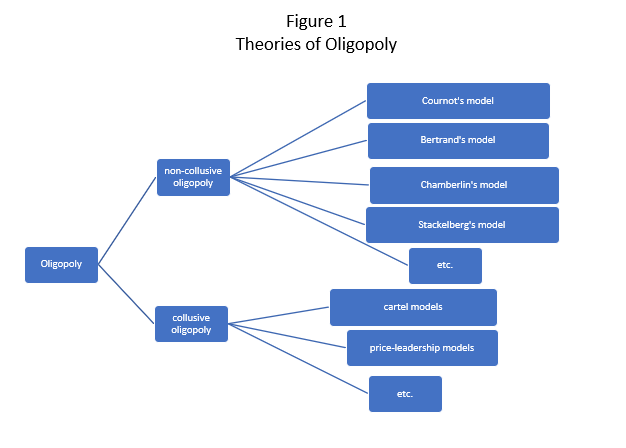 Figure 1
Theories of Oligopoly
Cournot's model
Bertrand's model
non-collusive
oligopoly
Chamberlin's model
Stackelberg's model
Oligopoly
etc.
cartel models
collusive
oligopoly
price-leadership models
etc.